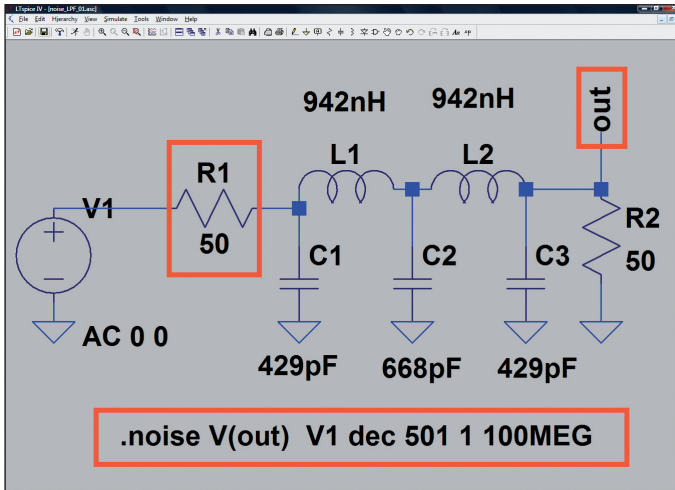 LTspice IV - [noise_LPF_01.asc]
File Edit Hierarchy View Simulate Tools Window Help
942nH 942nH
out
R1
L1
L2
V1
R2
50
C1
C2
C3
50
AC 0 0
429pF
668pF
429pF
.noise V(out) V1 dec 501 1 100MEG